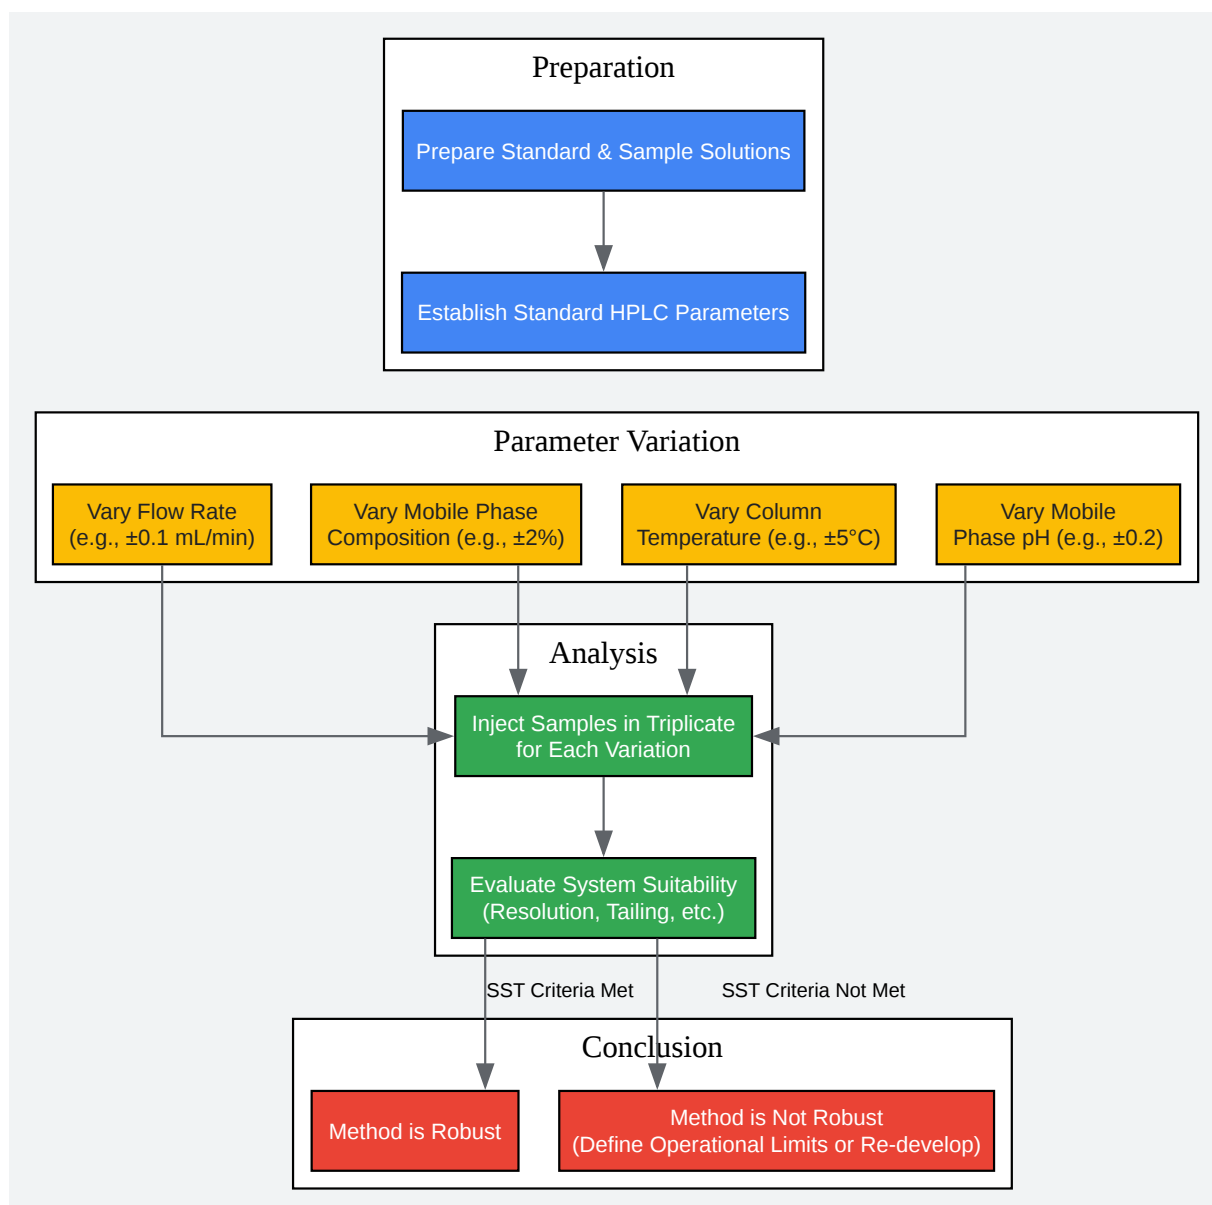 Preparation
Prepare Standard & Sample Solutions
Establish Standard HPLC Parameters
Parameter Variation
Vary Flow Rate
(e.g., ±0.1 mL/min)
Vary Mobile Phase
Composition (e.g., ±2%)
Vary Column
Temperature (e.g., ±5°C)
Vary Mobile
Phase pH (e.g., ±0.2)
Analysis
Inject Samples in Triplicate
for Each Variation
Evaluate System Suitability
(Resolution, Tailing, etc.)
SST Criteria Met
SST Criteria Not Met
Conclusion
Method is Robust
Method is Not Robust
(Define Operational Limits or Re-develop)